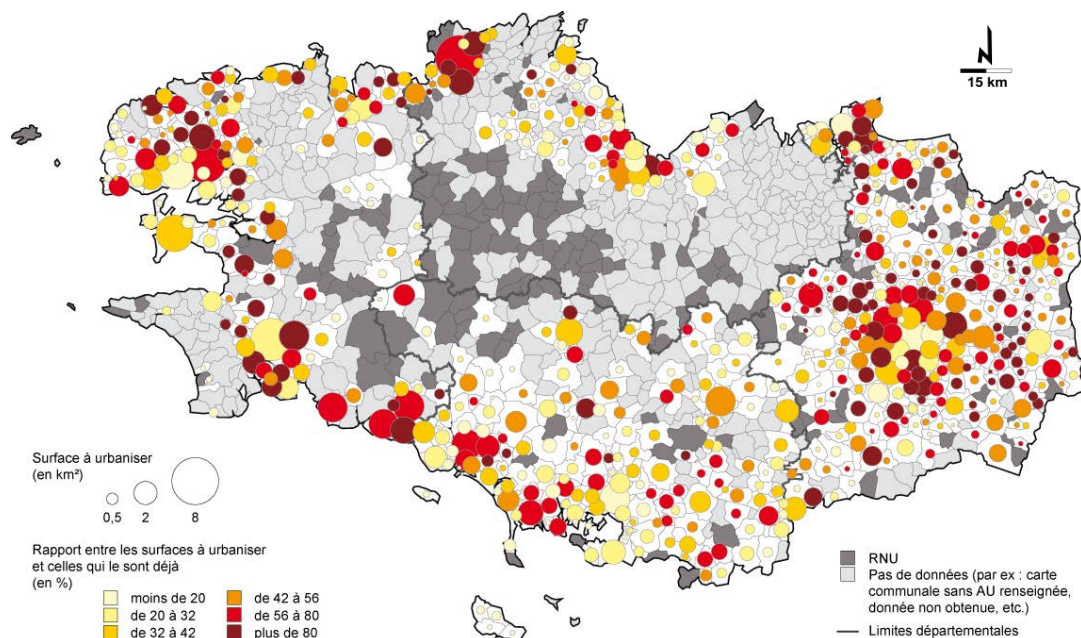 N
15 km
Surface à urbaniser
(en km²)
0,5 2 8
Rapport entre les surfaces à urbaniser
et celles qui le sont déjà
(en %)
moins de 20
de 20 à 32
de 32 à 42
de 42 à 56
de 56 à 80
plus de 80
RNU
Pas de données (par ex : carte
communale sans AU renseignée,
donnée non obtenue, etc.)
Limites départementales